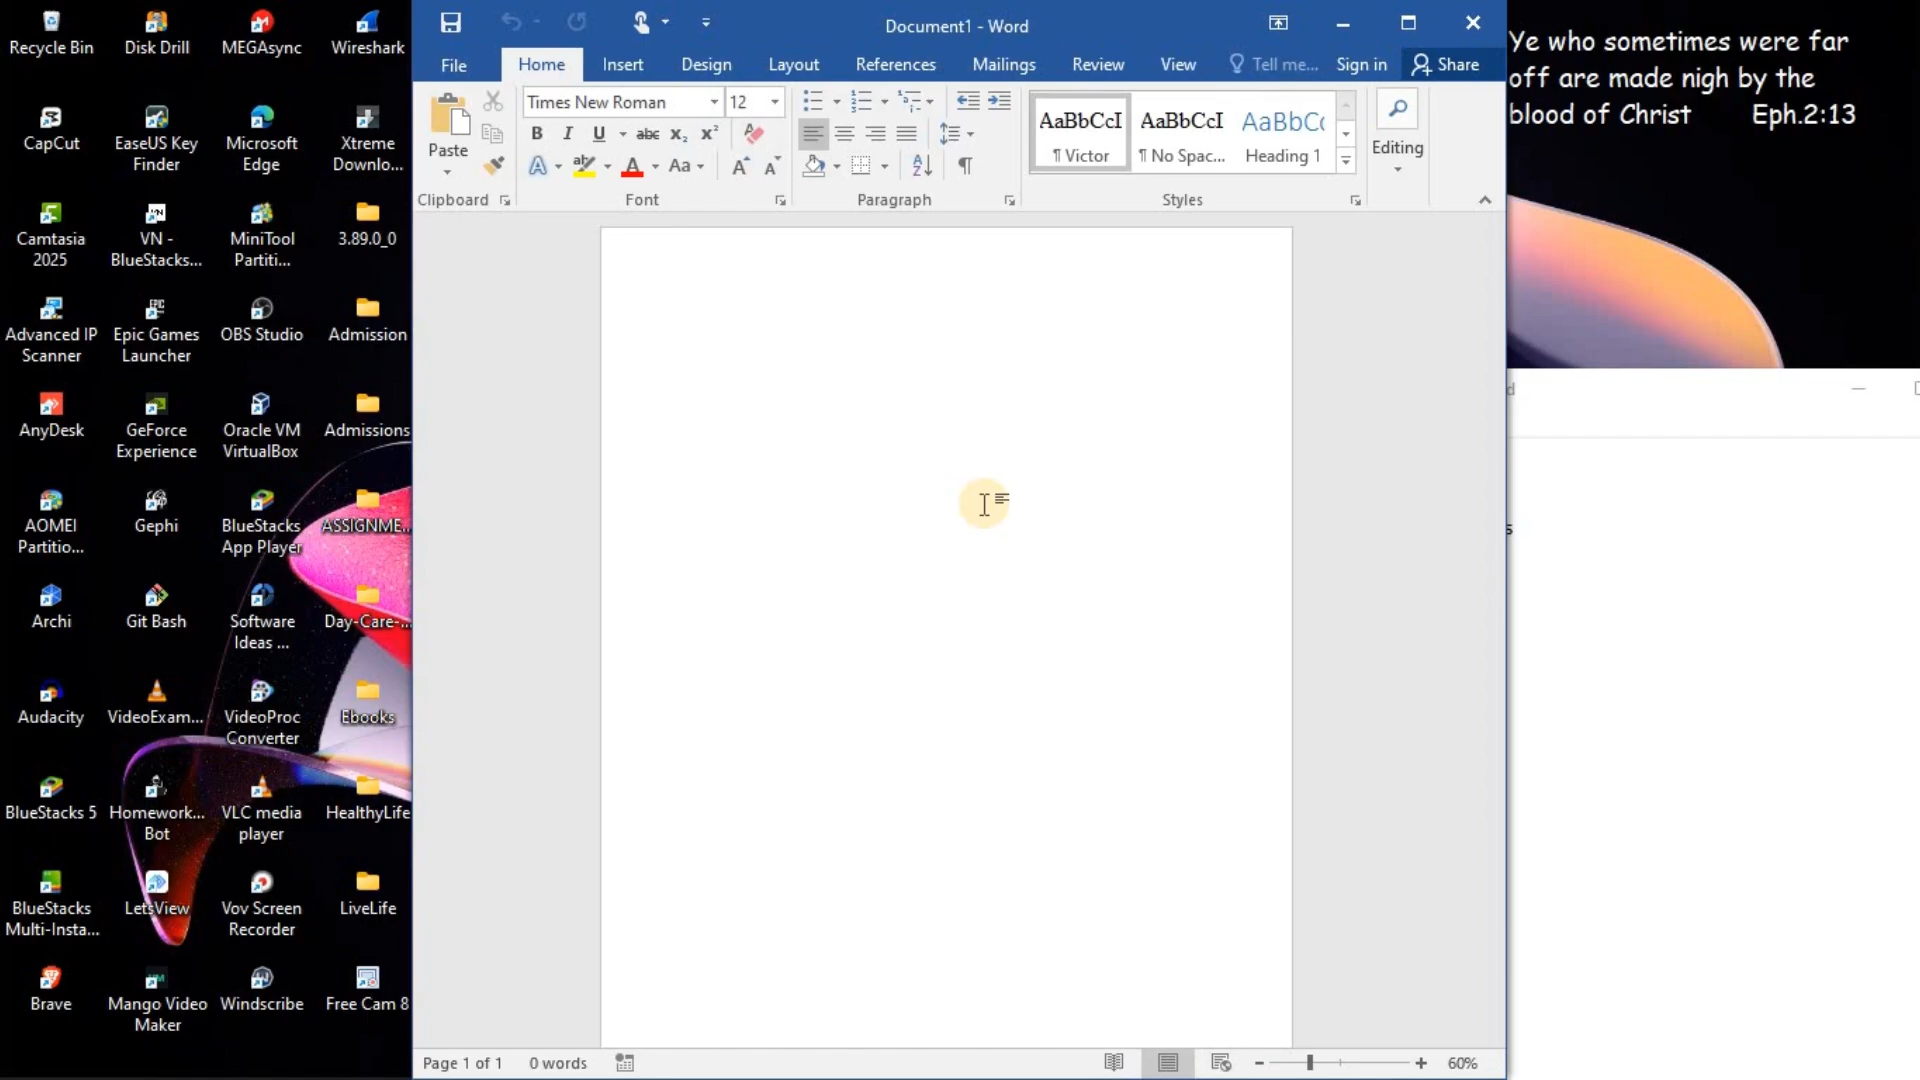 Recycle Bin
Disk Drill
MEGAsync
Wireshark
CapCut
EaseUS Key
Finder
Microsoft
Edge
Xtreme
Downlo...
Camtasia
2025
VN -
BlueStacks...
MiniTool
Partiti...
3.89.0_0
Advanced IP
Scanner
Epic Games
Launcher
OBS Studio
Admission
AnyDesk
GeForce
Experience
Oracle VM
VirtualBox
Admissions
AOMEI
Partitio...
Gephi
BlueStacks
App Player
ASSIGNME...
Archi
Git Bash
Software
Ideas ...
Day-Care-...
Audacity
VideoExam...
VideoProc
Converter
Ebooks
BlueStacks 5
Homework...
Bot
VLC media
player
HealthyLife
BlueStacks
Multi-Insta...
LetsView
Vov Screen
Recorder
LiveLife
Brave
Mango Video
Maker
Windscribe
Free Cam 8
Document1 - Word
File Home Insert Design Layout References Mailings Review View Tell me... Sign in Share
Paste
Clipboard
Times New Roman 12
B I U abc X₂ X²
A ab A Aa A A
Font
Paragraph
AaBbCcI AaBbCcI AaBbCc
¶ Victor ¶ No Spac... Heading 1
Styles
Editing
Page 1 of 1 0 words
60%
Ye who sometimes were far
off are made nigh by the
blood of Christ Eph.2:13
d
s